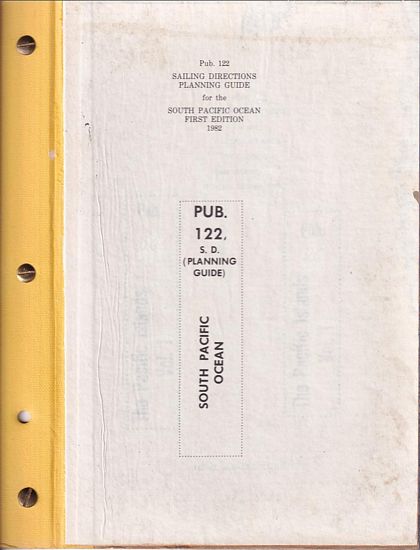 Pub. 122
SAILING DIRECTIONS
PLANNING GUIDE
for the
SOUTH PACIFIC OCEAN
FIRST EDITION
1982
PUB.
122,
S. D.
(PLANNING
GUIDE)
SOUTH PACIFIC
OCEAN